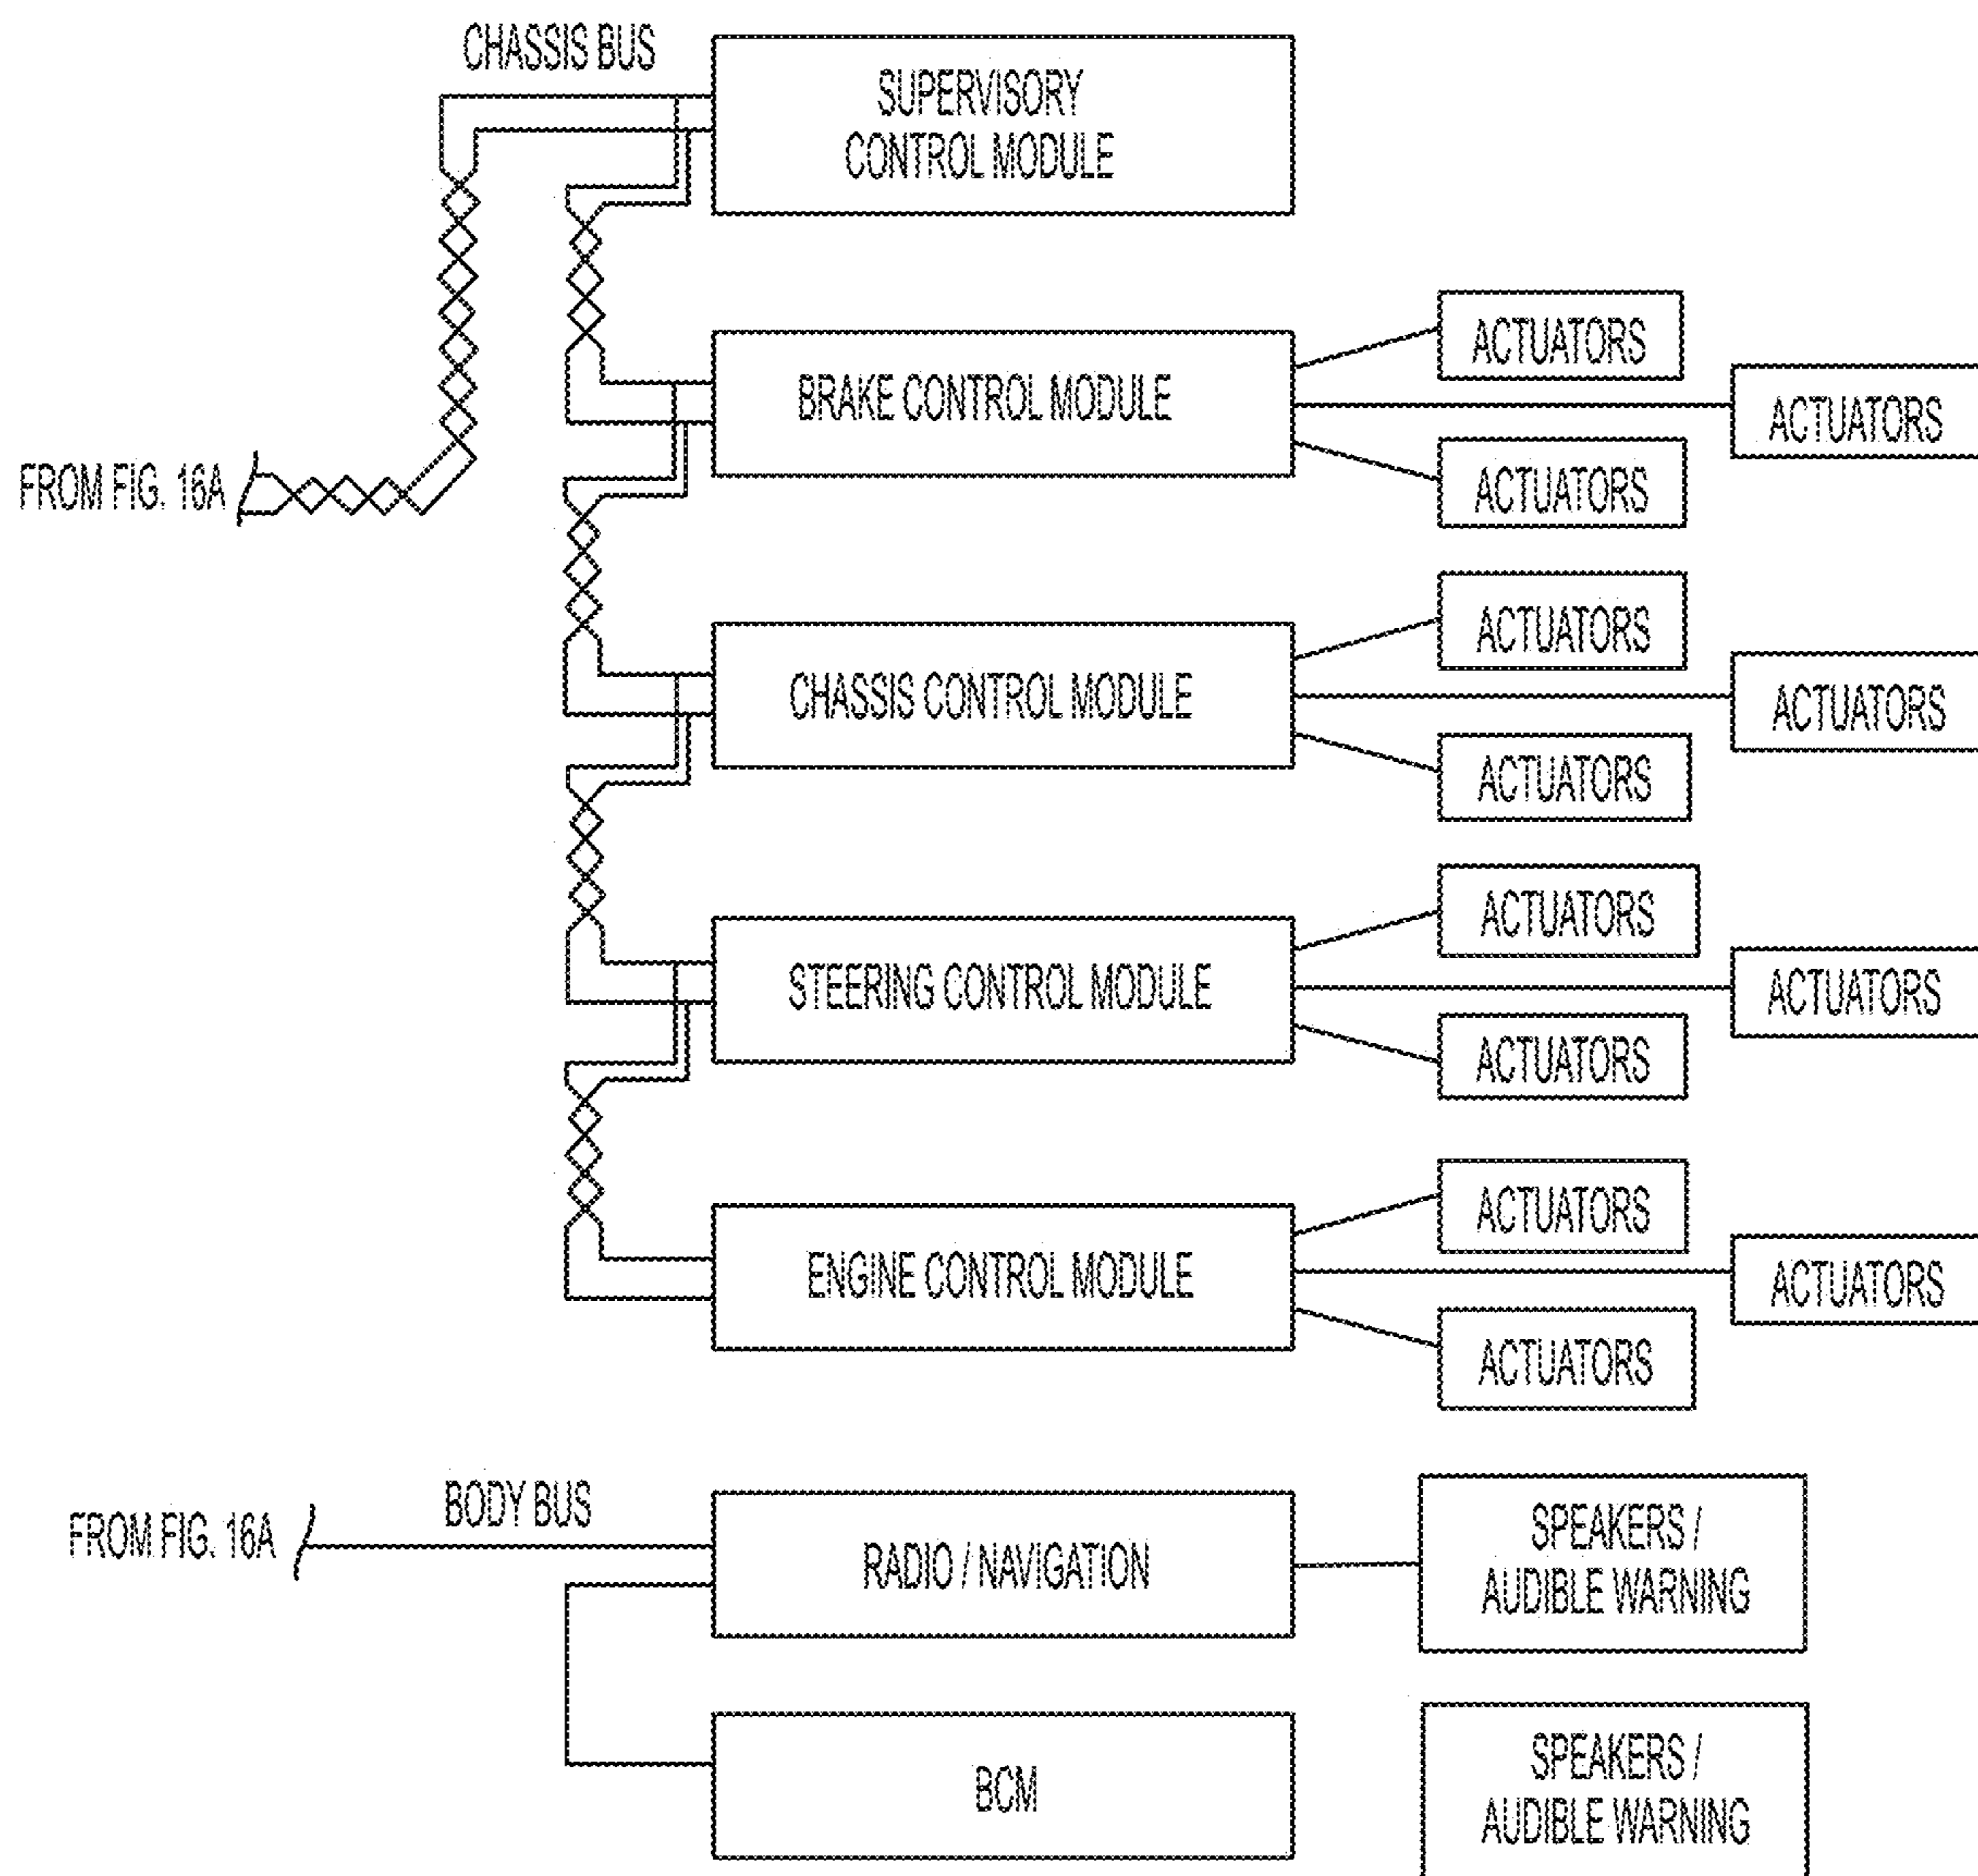 CHASSIS BUS
SUPERVISORY
CONTROL MODULE
FROM FIG. 16A
BRAKE CONTROL MODULE
ACTUATORS
ACTUATORS
ACTUATORS
CHASSIS CONTROL MODULE
ACTUATORS
ACTUATORS
ACTUATORS
STEERING CONTROL MODULE
ACTUATORS
ACTUATORS
ACTUATORS
ENGINE CONTROL MODULE
ACTUATORS
ACTUATORS
ACTUATORS
FROM FIG. 16A
BODY BUS
RADIO / NAVIGATION
SPEAKERS /
AUDIBLE WARNING
BCM
SPEAKERS /
AUDIBLE WARNING